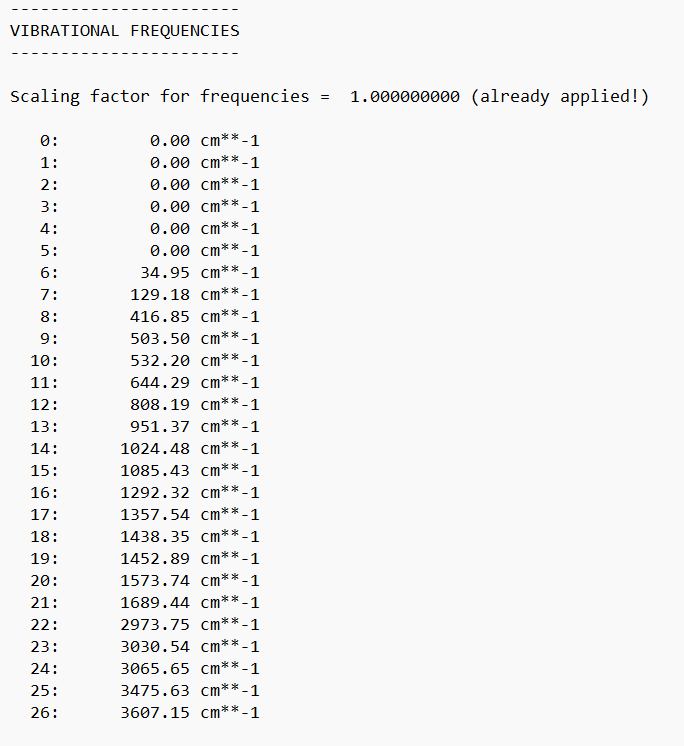 -----------------------
VIBRATIONAL FREQUENCIES
-----------------------
Scaling factor for frequencies =  1.000000000 (already applied!)
   0:         0.00 cm**-1
   1:         0.00 cm**-1
   2:         0.00 cm**-1
   3:         0.00 cm**-1
   4:         0.00 cm**-1
   5:         0.00 cm**-1
   6:        34.95 cm**-1
   7:       129.18 cm**-1
   8:       416.85 cm**-1
   9:       503.50 cm**-1
  10:       532.20 cm**-1
  11:       644.29 cm**-1
  12:       808.19 cm**-1
  13:       951.37 cm**-1
  14:      1024.48 cm**-1
  15:      1085.43 cm**-1
  16:      1292.32 cm**-1
  17:      1357.54 cm**-1
  18:      1438.35 cm**-1
  19:      1452.89 cm**-1
  20:      1573.74 cm**-1
  21:      1689.44 cm**-1
  22:      2973.75 cm**-1
  23:      3030.54 cm**-1
  24:      3065.65 cm**-1
  25:      3475.63 cm**-1
  26:      3607.15 cm**-1